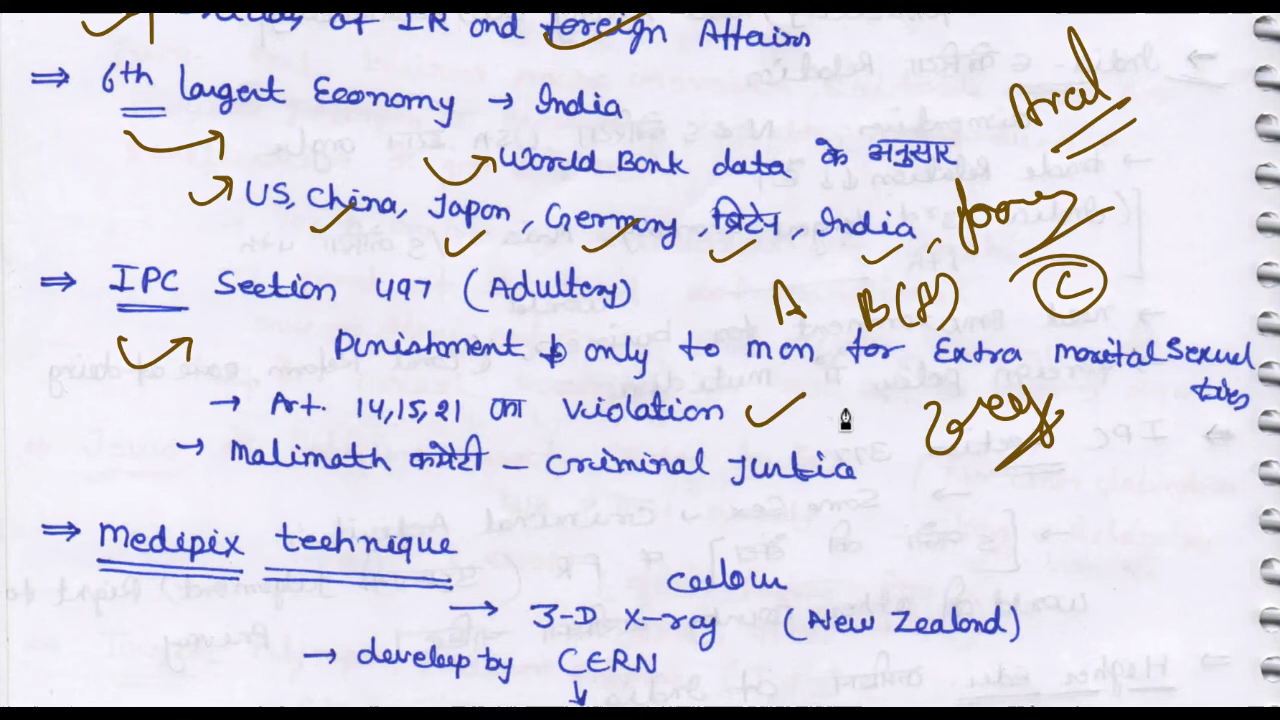 of IR and foreign Affairs
⇒ 6th largest Economy → India
→ World Bank data के अनुसार
US, China, Japan, Germany, ब्रिटेन, India, 
⇒ IPC Section 497 (Adultery)
A B(P) C
Punishment only to man for Extra marital Sexual
ties
→ Art. 14,15,21 का violation
→ Malimath कमेटी – criminal justice
⇒ Medipix technique
colour
→ 3-D X-ray (New Zealand)
→ develop by CERN
↓